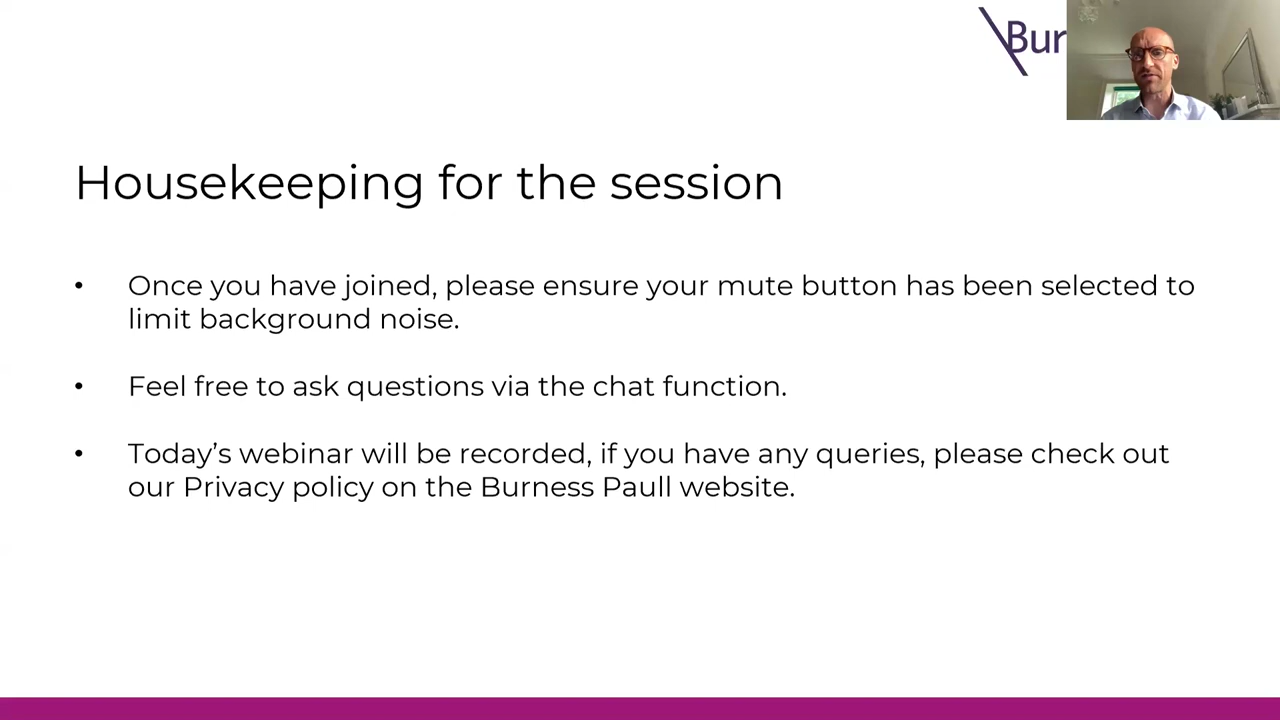 Bur
Housekeeping for the session
• Once you have joined, please ensure your mute button has been selected to
limit background noise.
• Feel free to ask questions via the chat function.
• Today’s webinar will be recorded, if you have any queries, please check out
our Privacy policy on the Burness Paull website.